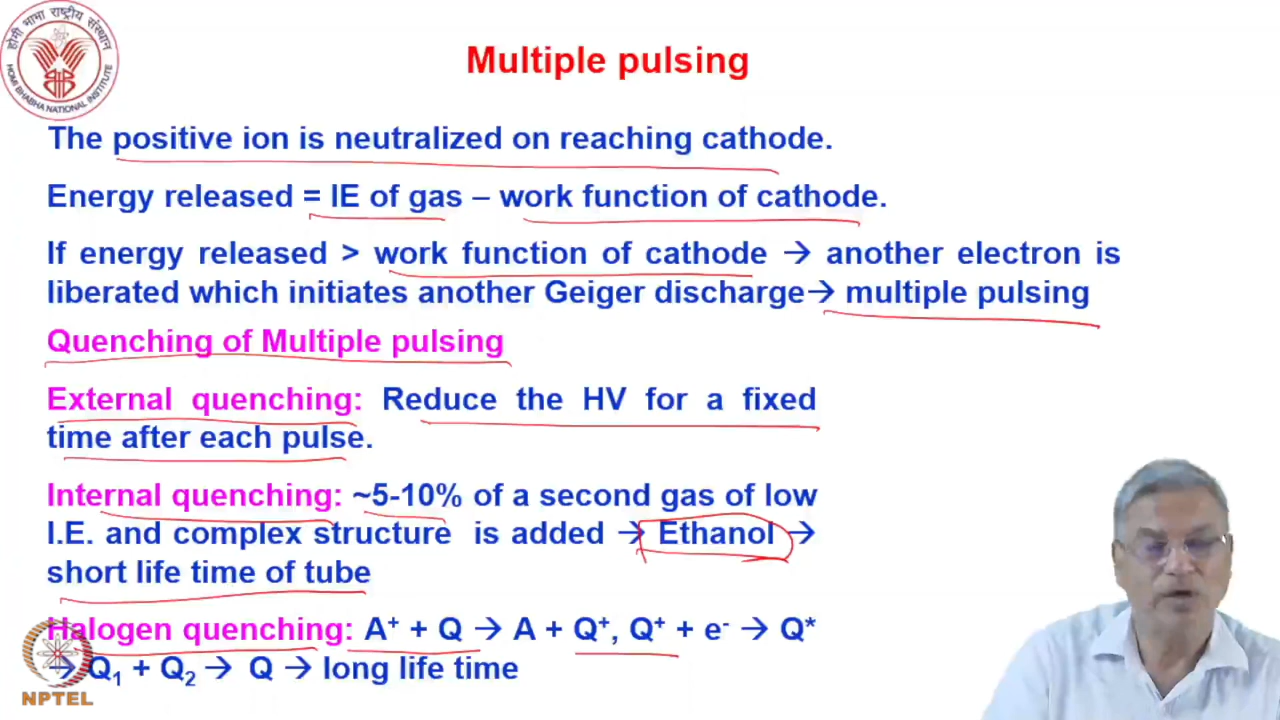 होमी भाभा राष्ट्रीय संस्थान
HOMI BHABHA NATIONAL INSTITUTE
Multiple pulsing
The positive ion is neutralized on reaching cathode.
Energy released = IE of gas – work function of cathode.
If energy released > work function of cathode → another electron is
liberated which initiates another Geiger discharge→ multiple pulsing
Quenching of Multiple pulsing
External quenching: Reduce the HV for a fixed
time after each pulse.
Internal quenching: ~5-10% of a second gas of low
I.E. and complex structure is added → Ethanol →
short life time of tube
Halogen quenching: A⁺ + Q → A + Q⁺, Q⁺ + e⁻ → Q*
→ Q₁ + Q₂ → Q → long life time
NPTEL